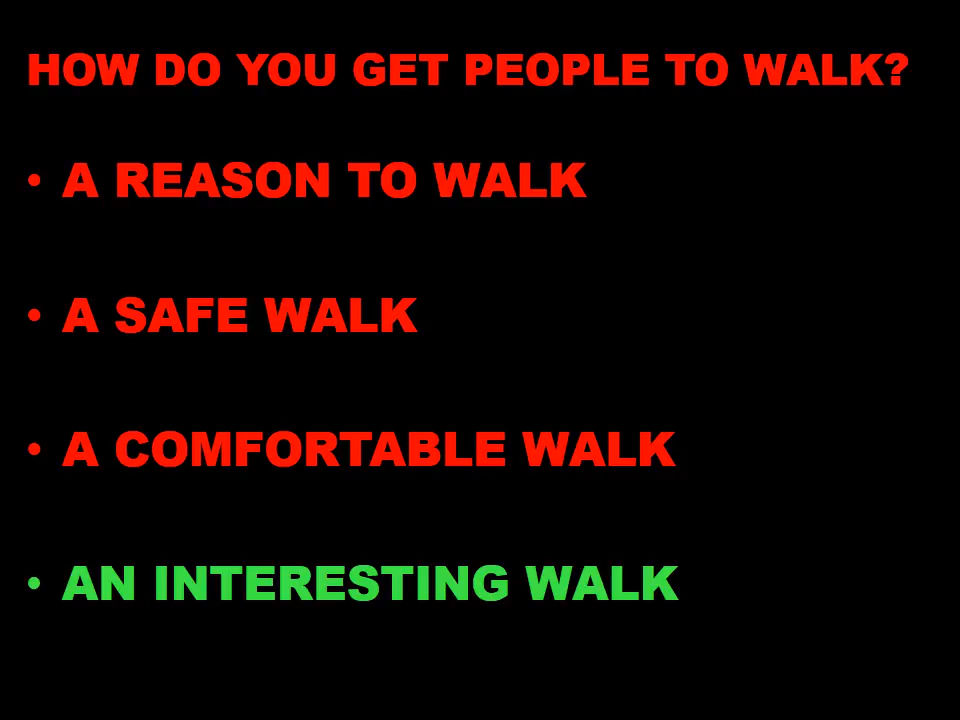 HOW DO YOU GET PEOPLE TO WALK?
• A REASON TO WALK
• A SAFE WALK
• A COMFORTABLE WALK
• AN INTERESTING WALK